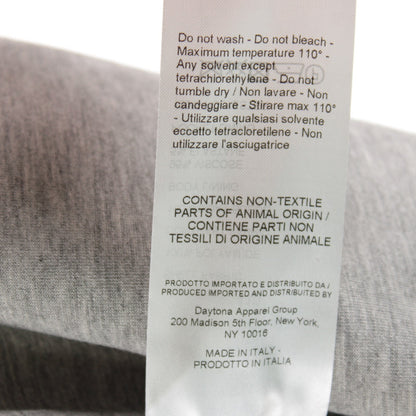 Do not wash - Do not bleach -
Maximum temperature 110° -
Any solvent except
tetrachlorethylene - Do not
tumble dry / Non lavare - Non
candeggiare - Stirare max 110°
- Utilizzare qualsiasi solvente
eccetto tetracloretilene - Non
utilizzare l'asciugatrice
CONTAINS NON-TEXTILE
PARTS OF ANIMAL ORIGIN /
CONTIENE PARTI NON
TESSILI DI ORIGINE ANIMALE
PRODOTTO IMPORTATO E DISTRIBUITO DA /
PRODUCED IMPORTED AND DISTRIBUTED BY
Daytona Apparel Group
200 Madison 5th Floor, New York,
NY 10016
MADE IN ITALY -
PRODOTTO IN ITALIA